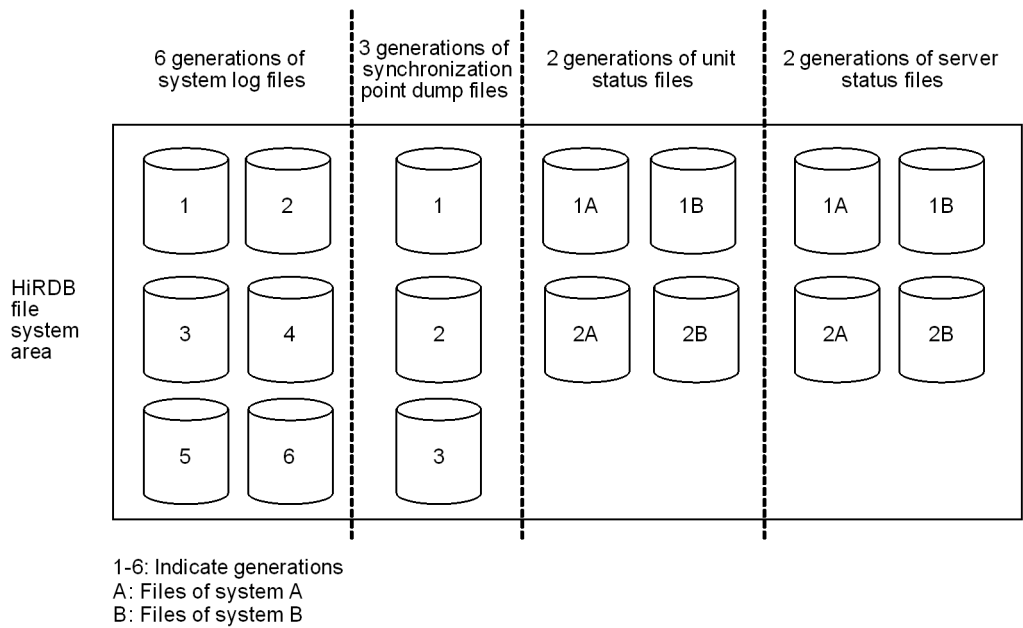 6 generations of
system log files
3 generations of
synchronization
point dump files
2 generations of unit
status files
2 generations of server
status files
HiRDB
file
system
area
1
2
1
1A
1B
1A
1B
3
4
2
2A
2B
2A
2B
5
6
3
1-6: Indicate generations
A: Files of system A
B: Files of system B